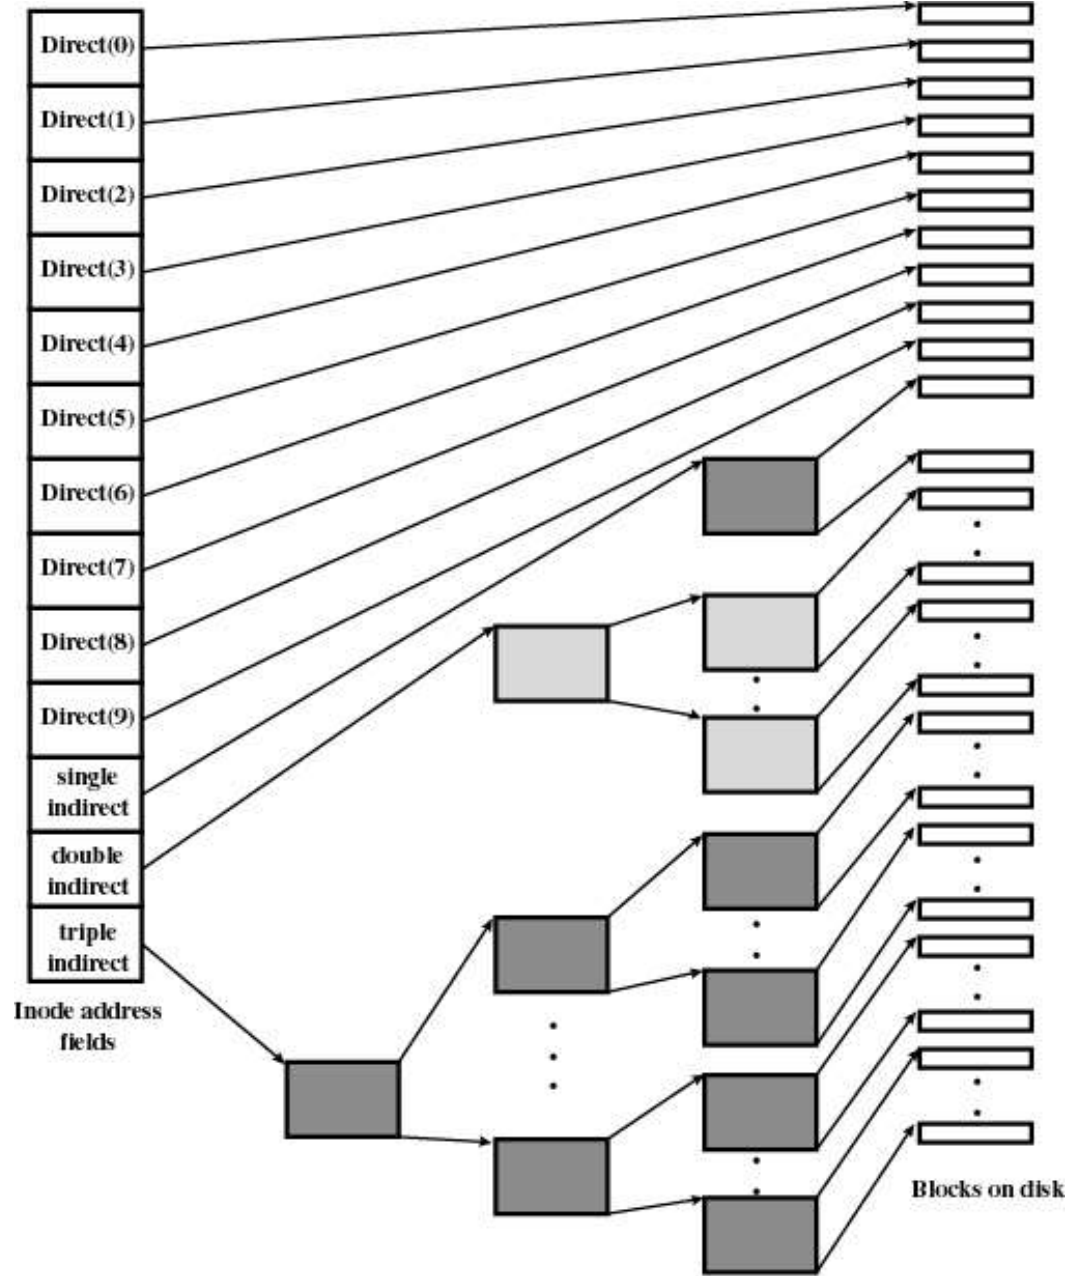 Direct(0)
Direct(1)
Direct(2)
Direct(3)
Direct(4)
Direct(5)
Direct(6)
Direct(7)
Direct(8)
Direct(9)
single
indirect
double
indirect
triple
indirect
Inode address
fields
Blocks on disk